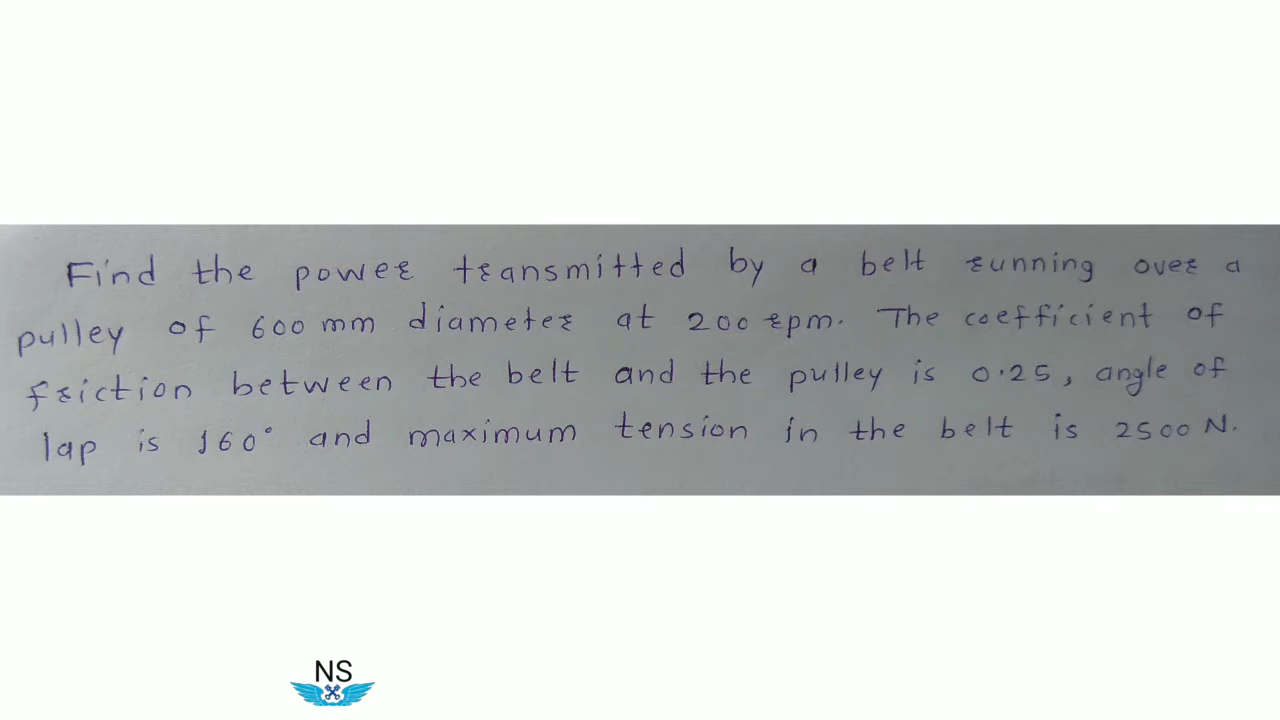 Find the power transmitted by a belt running over a
pulley of 600 mm diameter at 200 rpm. The coefficient of
friction between the belt and the pulley is 0.25, angle of
lap is 160° and maximum tension in the belt is 2500 N.
NS